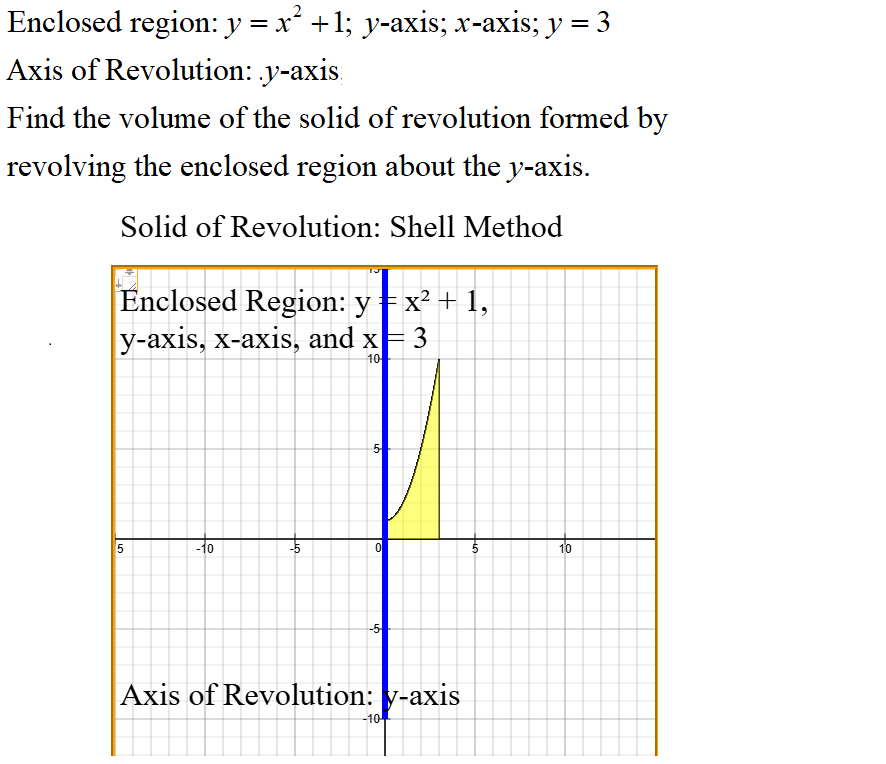 Enclosed region: y = x² +1; y-axis; x-axis; y = 3
Axis of Revolution: .y-axis.
Find the volume of the solid of revolution formed by
revolving the enclosed region about the y-axis.
Solid of Revolution: Shell Method
Enclosed Region: y = x² + 1,
y-axis, x-axis, and x = 3
10
5
5 -10 -5 0 5 10
-5
Axis of Revolution: y-axis
-10